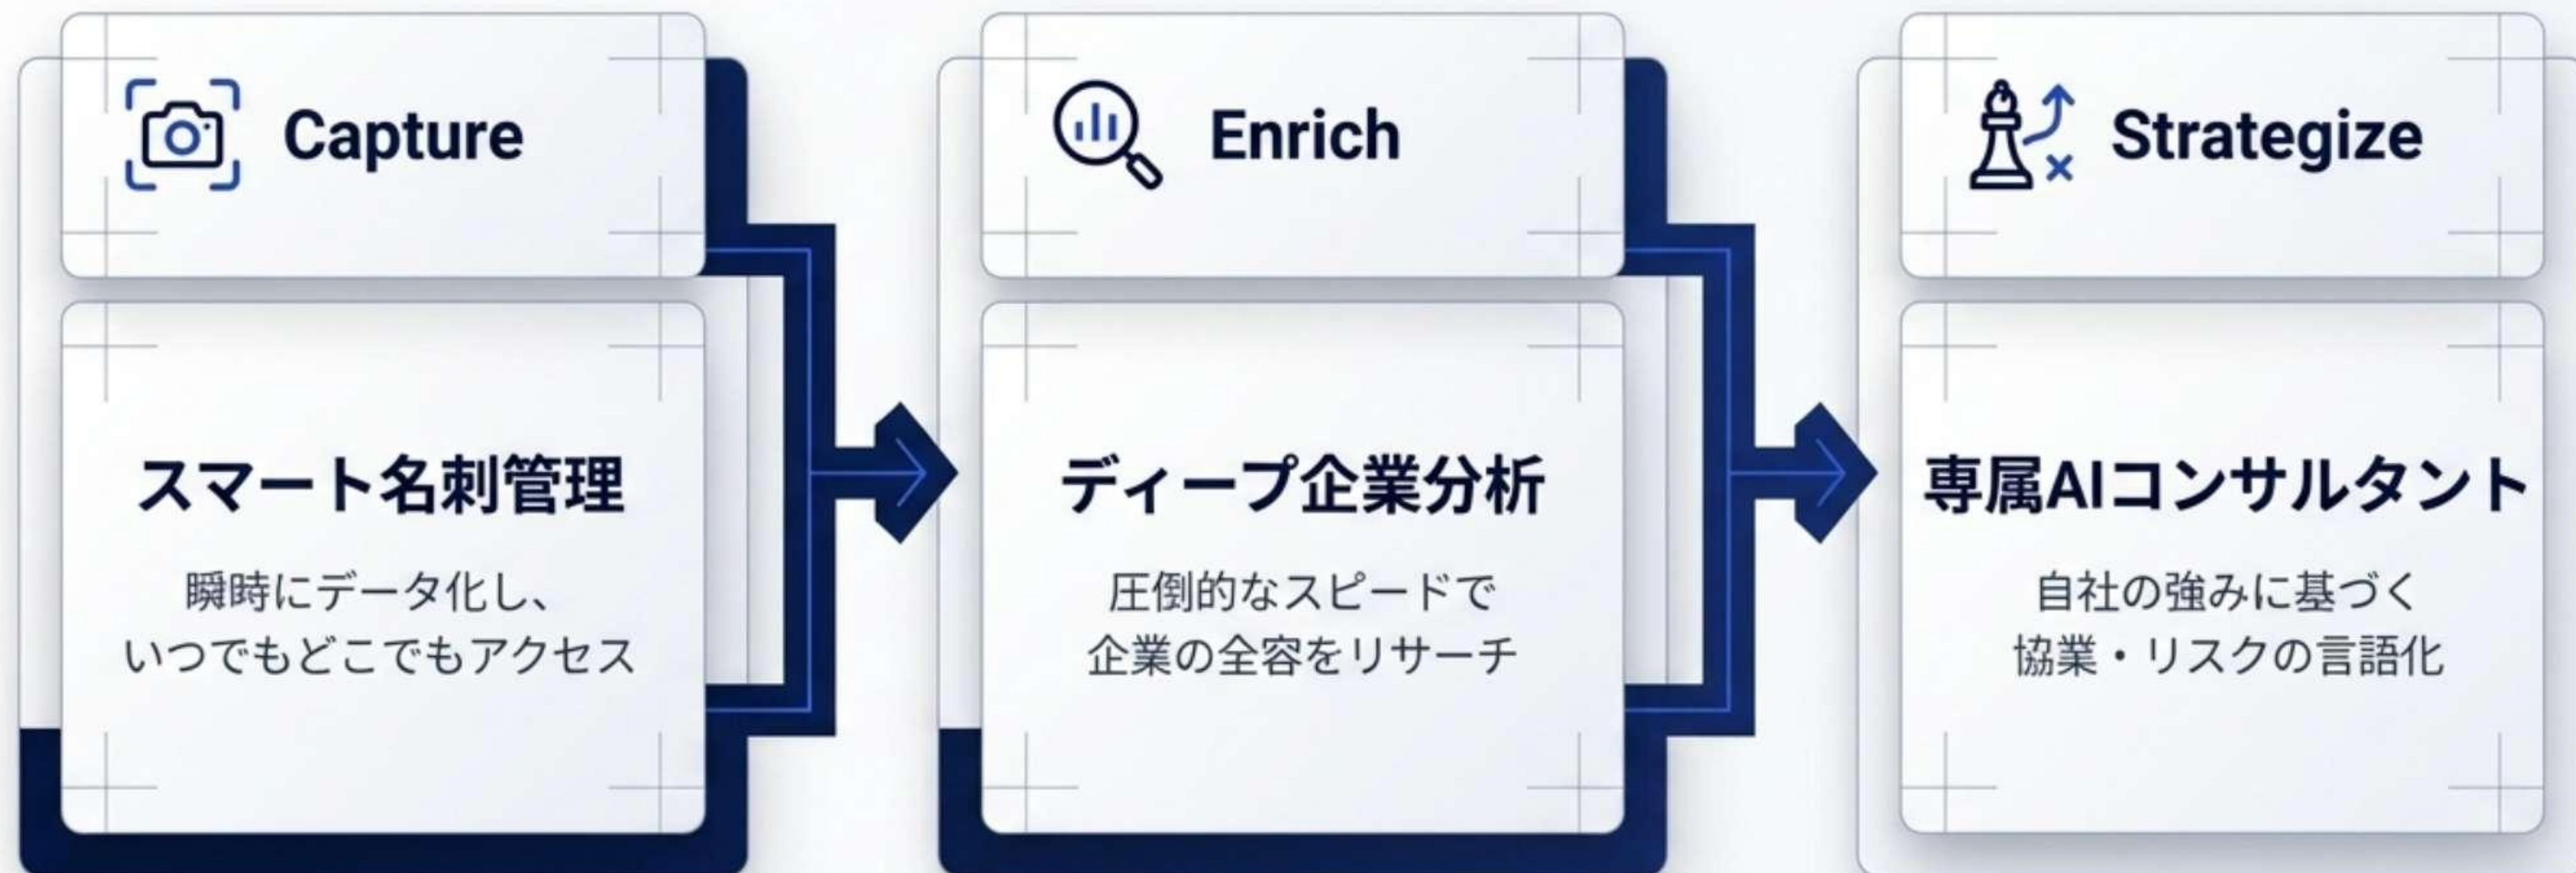 Capture
スマート名刺管理
瞬時にデータ化し、
いつでもどこでもアクセス
Enrich
ディープ企業分析
圧倒的なスピードで
企業の全容をリサーチ
Strategize
専属AIコンサルタント
自社の強みに基づく
協業・リスクの言語化